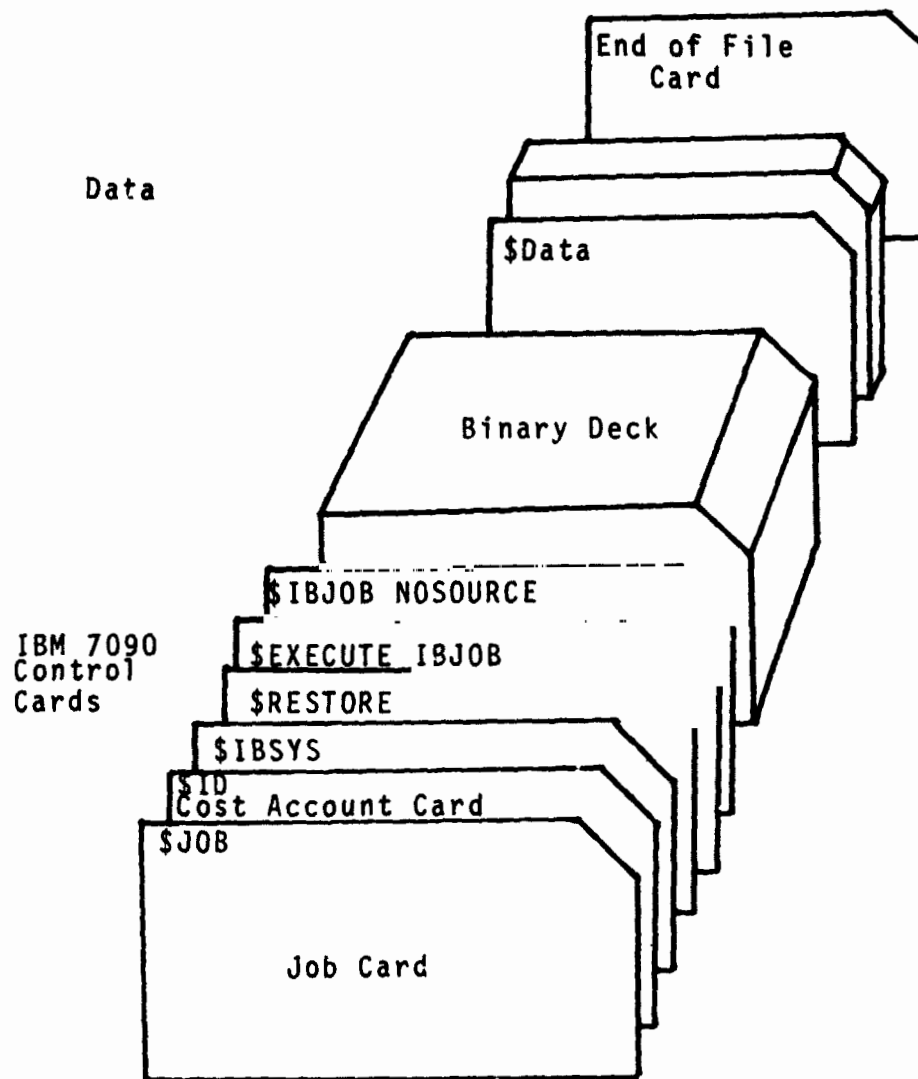 End of File
Card
Data
$Data
Binary Deck
$IBJOB NOSOURCE
IBM 7090
Control
Cards
$EXECUTE IBJOB
$RESTORE
$IBSYS
$ID
Cost Account Card
$JOB
Job Card